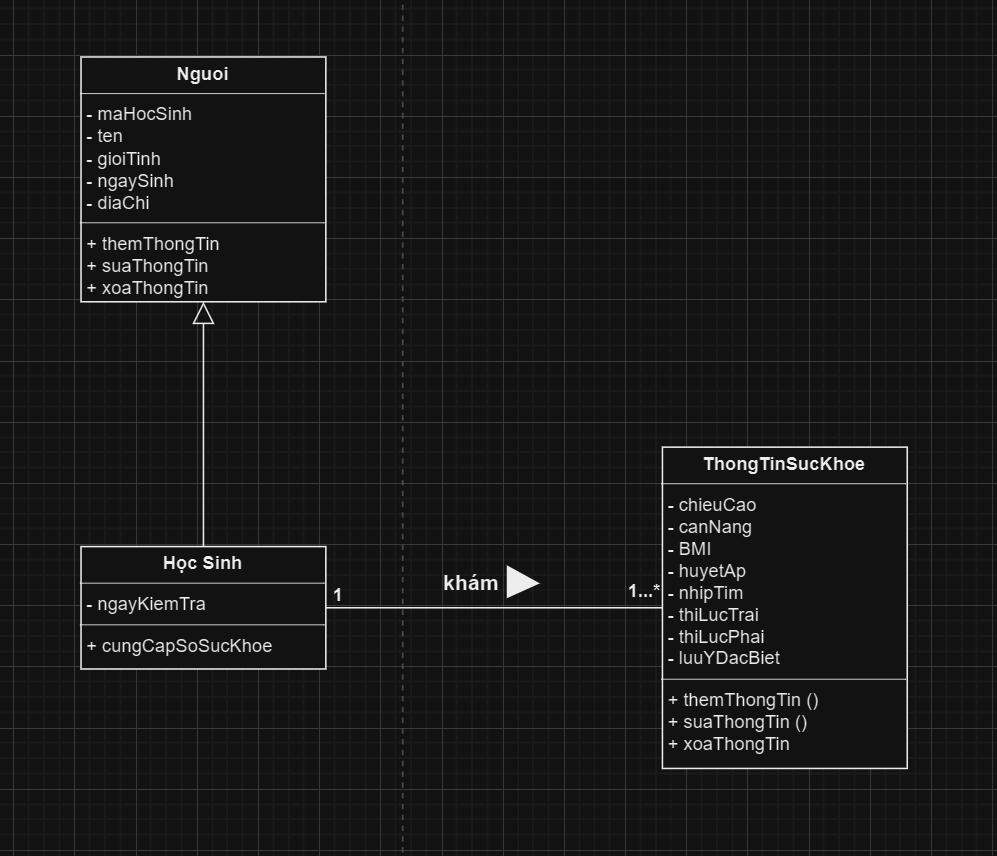 Nguoi
- maHocSinh
- ten
- gioiTinh
- ngaySinh
- diaChi
+ themThongTin
+ suaThongTin
+ xoaThongTin
Học Sinh
- ngayKiemTra
+ cungCapSoSucKhoe
1
khám
1...*
ThongTinSucKhoe
- chieuCao
- canNang
- BMI
- huyetAp
- nhipTim
- thiLucTrai
- thiLucPhai
- luuYDacBiet
+ themThongTin ()
+ suaThongTin ()
+ xoaThongTin